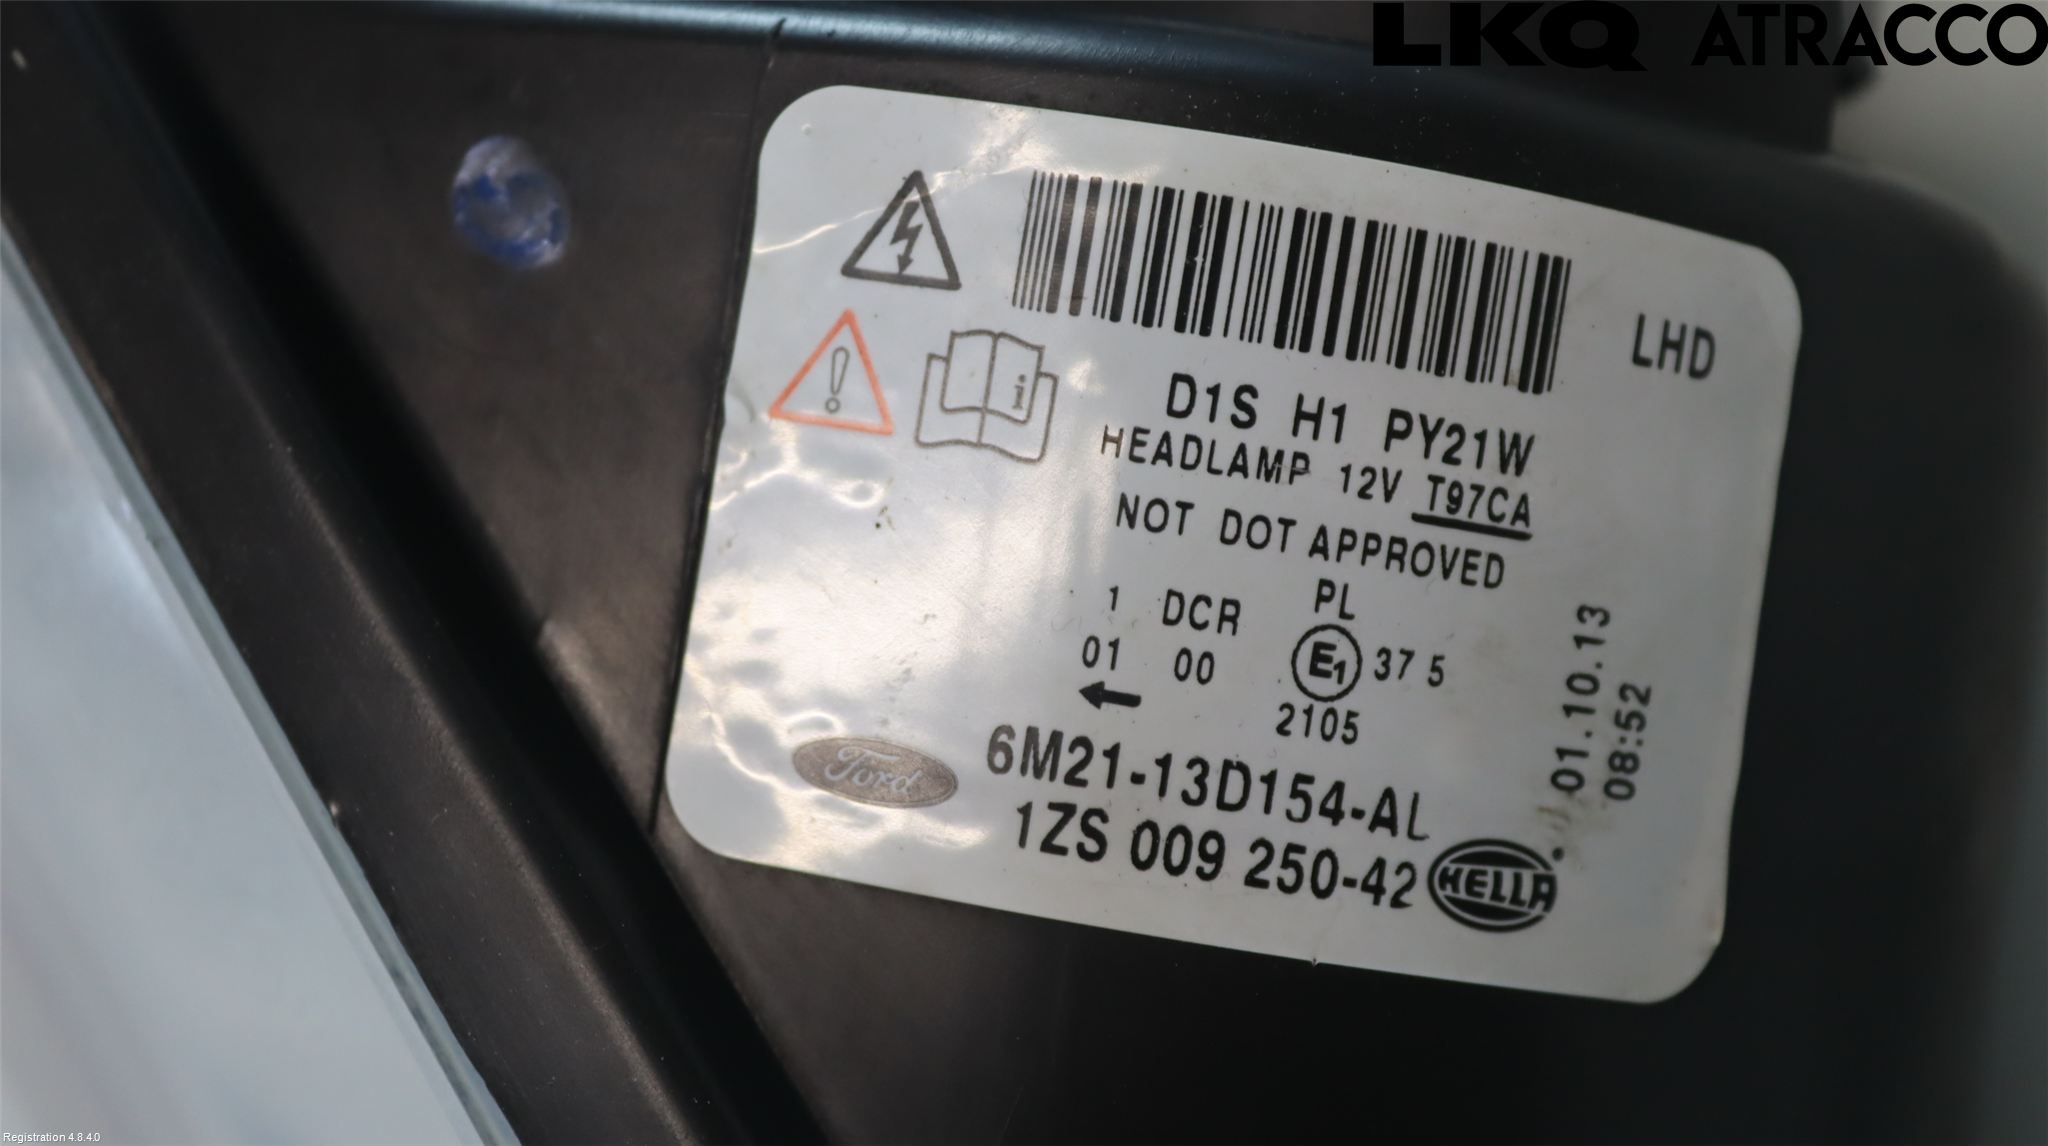 LKQ ATRACCO
LHD
D1S H1 PY21W
HEADLAMP 12V T97CA
NOT DOT APPROVED
1 DCR PL
01 00 E1 37 5
2105
01.10.13
08:52
Ford 6M21-13D154-AL
1ZS 009 250-42 HELLA
Registration 4.8.4.0